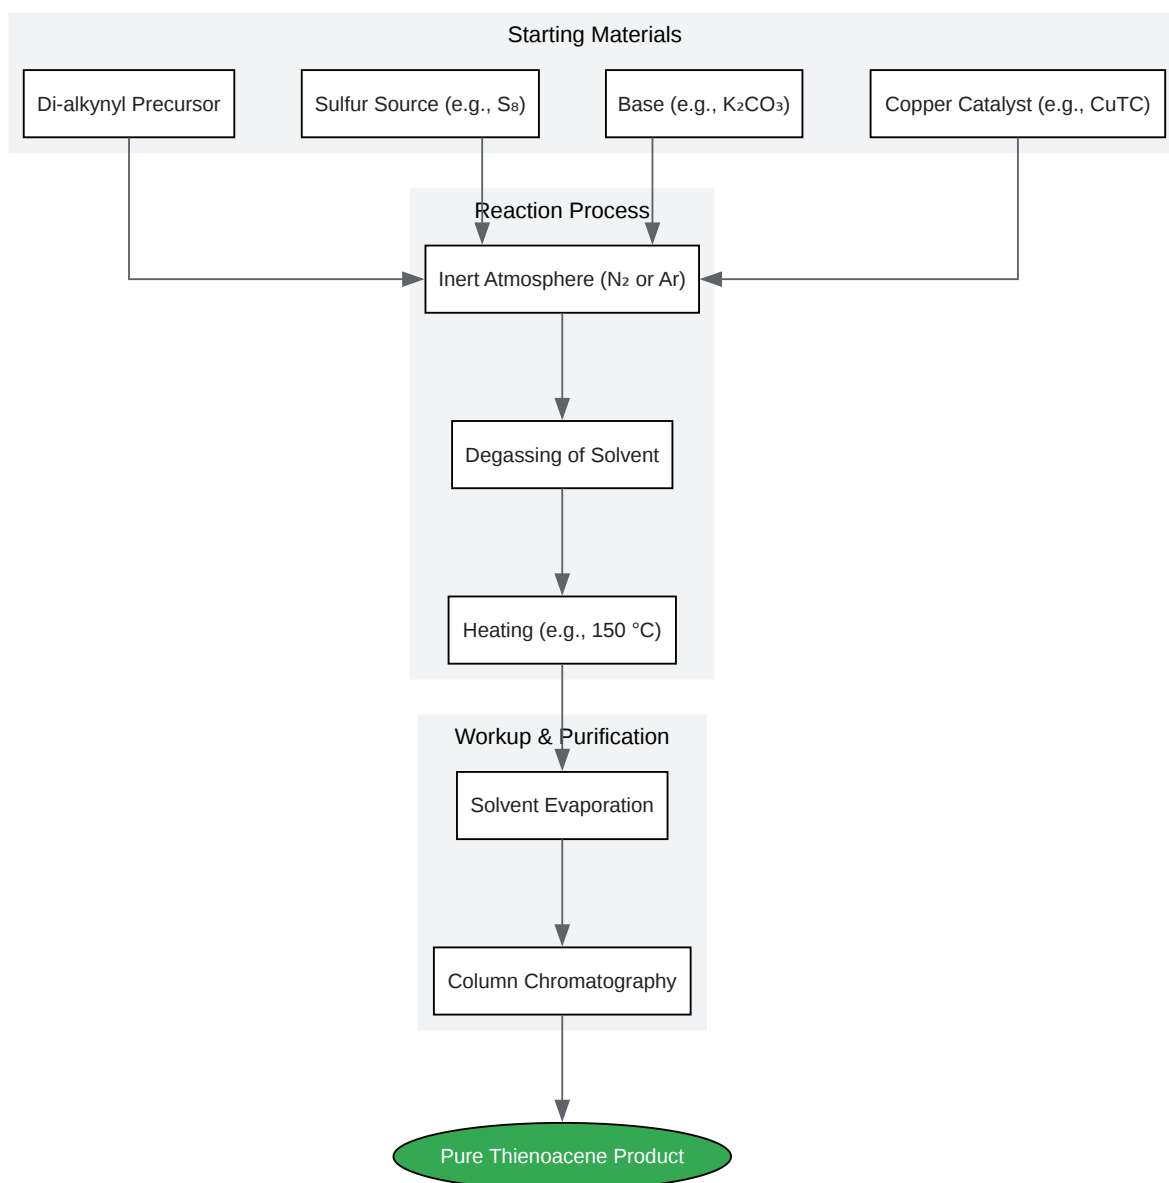 Starting Materials
Di-alkynyl Precursor
Sulfur Source (e.g., S₈)
Base (e.g., K₂CO₃)
Copper Catalyst (e.g., CuTC)
Reaction Process
Inert Atmosphere (N₂ or Ar)
Degassing of Solvent
Heating (e.g., 150 °C)
Workup & Purification
Solvent Evaporation
Column Chromatography
Pure Thienoacene Product